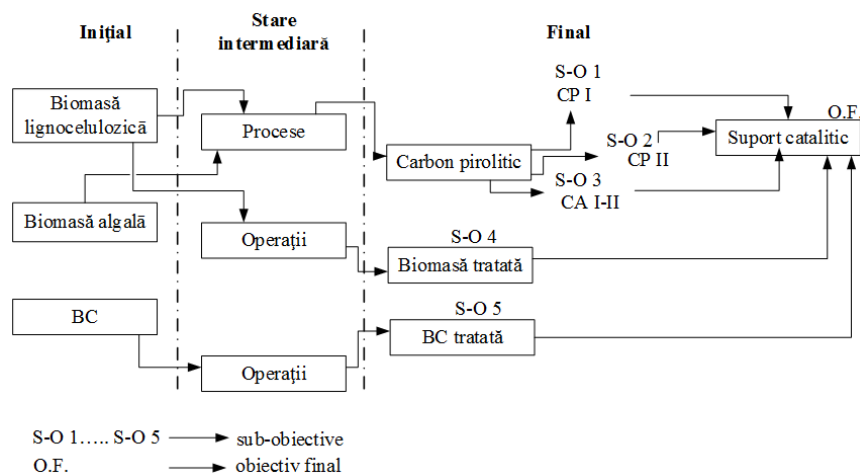 Inițial
Stare
intermediară
Final
Biomasă
lignocelulozică
Procese
Carbon pirolitic
S-O 1
CP I
S-O 2
CP II
S-O 3
CA I-II
O.F.
Suport catalitic
Biomasă algală
Operații
S-O 4
Biomasă tratată
BC
S-O 5
BC tratată
Operații
S-O 1..... S-O 5 sub-obiective
O.F. obiectiv final